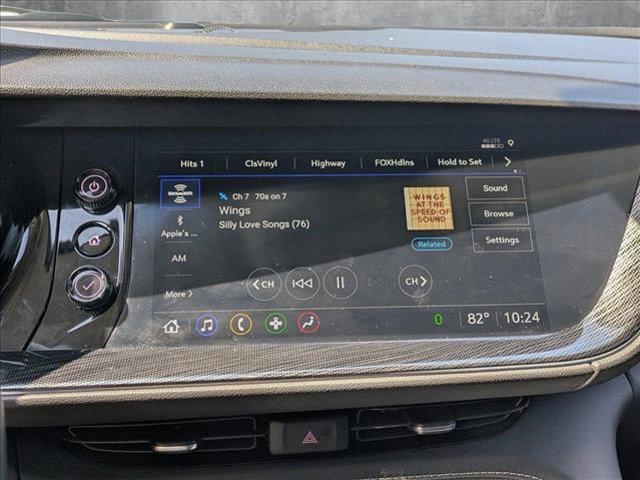 4G LTE
Hits 1 ClsVinyl Highway FOXHdlns Hold to Set
SiriusXM
Ch 7 70s on 7
Wings
Silly Love Songs (76)
WINGS
AT THE
SPEED OF
SOUND
Related
Sound
Browse
Settings
Apple's ...
AM
More
CH
CH
0 82° 10:24